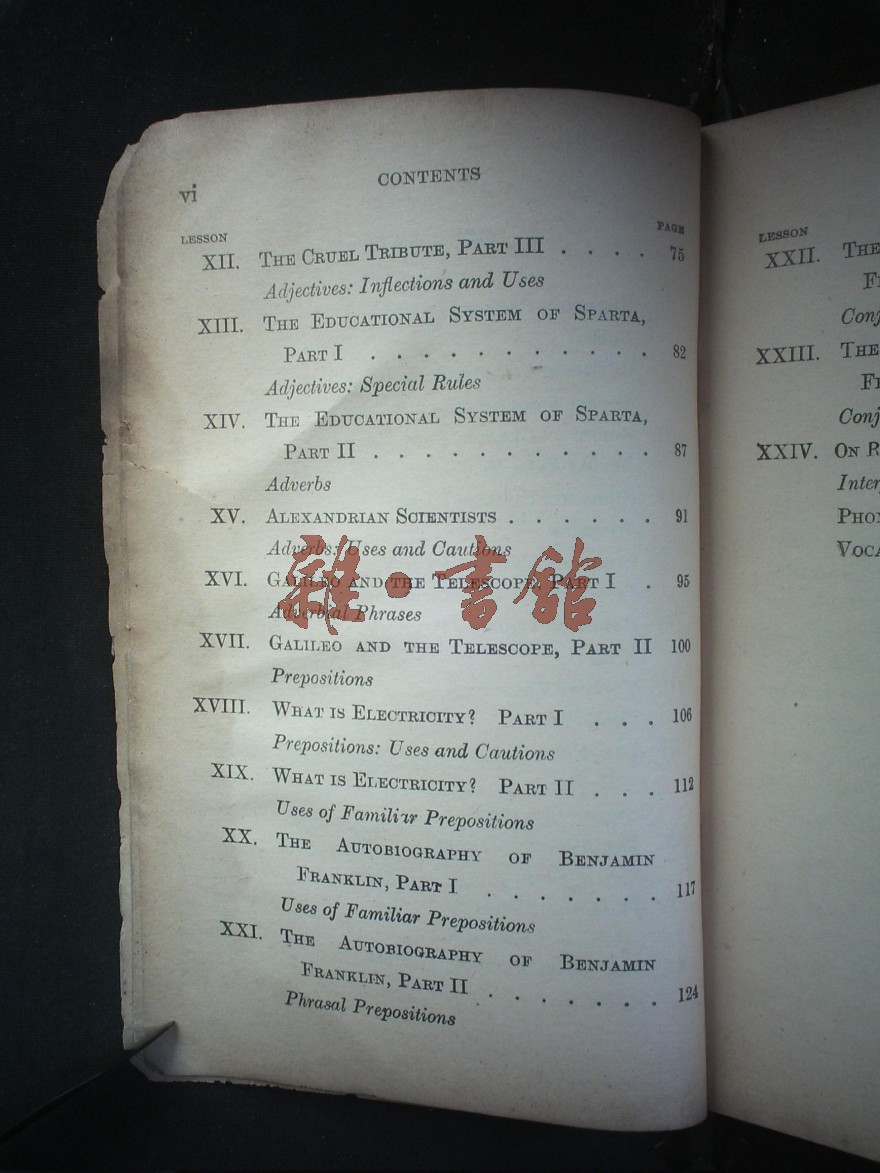 vi
CONTENTS
LESSON PAGE
XII. THE CRUEL TRIBUTE, PART III . . . . 75
Adjectives: Inflections and Uses
XIII. THE EDUCATIONAL SYSTEM OF SPARTA,
PART I . . . . . . . . . . . 82
Adjectives: Special Rules
XIV. THE EDUCATIONAL SYSTEM OF SPARTA,
PART II . . . . . . . . . . . 87
Adverbs
XV. ALEXANDRIAN SCIENTISTS . . . . . . 91
Adverbs: Uses and Cautions
XVI. GALILEO AND THE TELESCOPE, PART I . 95
Adverbial Phrases
XVII. GALILEO AND THE TELESCOPE, PART II 100
Prepositions
XVIII. WHAT IS ELECTRICITY? PART I . . . 106
Prepositions: Uses and Cautions
XIX. WHAT IS ELECTRICITY? PART II . . . 112
Uses of Familiar Prepositions
XX. THE AUTOBIOGRAPHY OF BENJAMIN
FRANKLIN, PART I . . . . . . . 117
Uses of Familiar Prepositions
XXI. THE AUTOBIOGRAPHY OF BENJAMIN
FRANKLIN, PART II . . . . . . . 124
Phrasal Prepositions
雜·書館
LESSON
XXII. THE
XXIII. THE
XXIV. ON